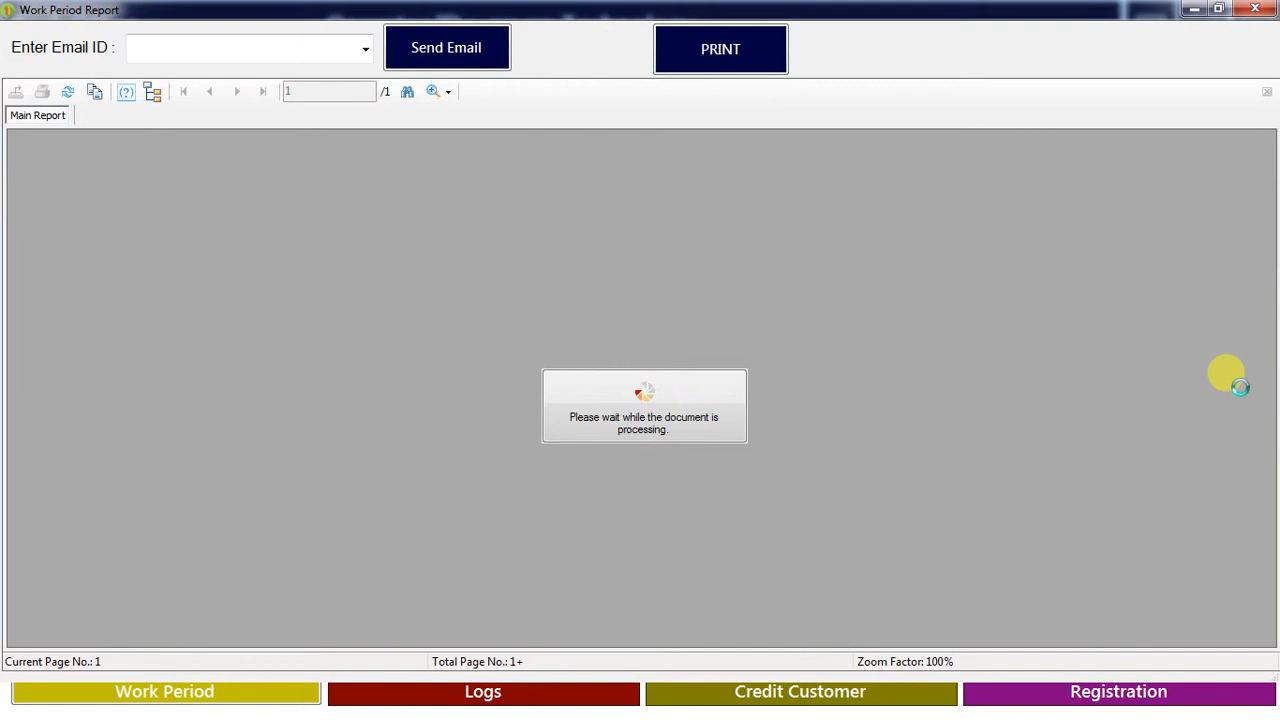 Work Period Report
Enter Email ID :
Send Email
PRINT
1
/1
Main Report
Please wait while the document is
processing.
Current Page No.: 1
Total Page No.: 1+
Zoom Factor: 100%
Work Period
Logs
Credit Customer
Registration